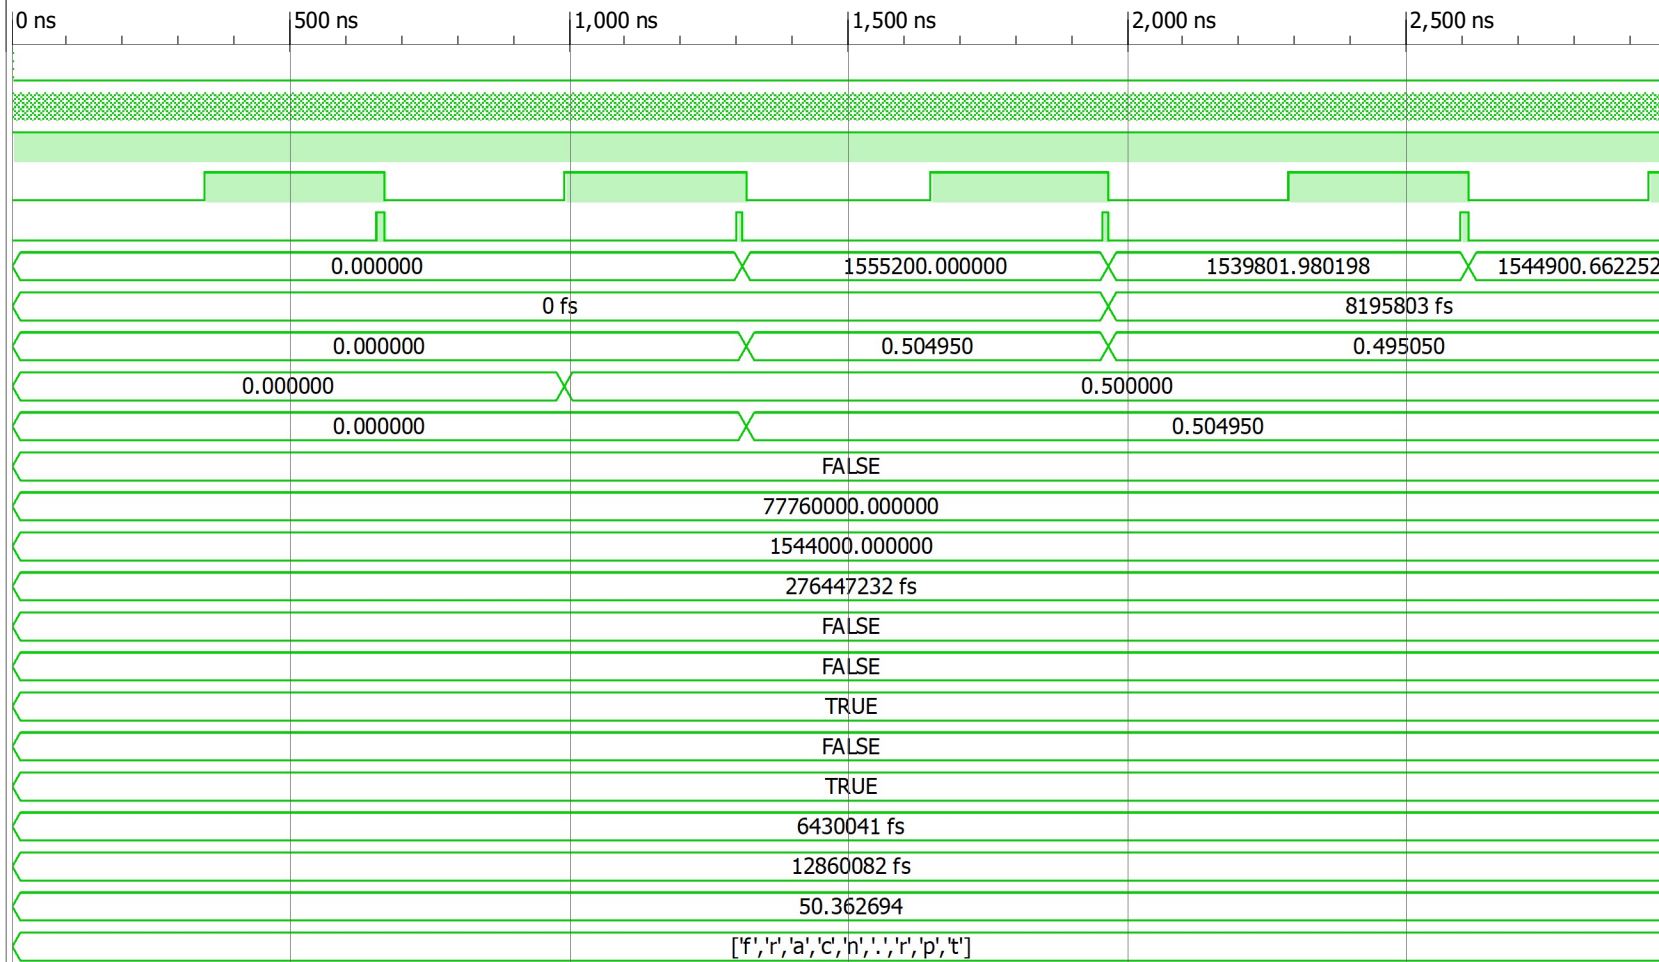 0 ns 500 ns 1,000 ns 1,500 ns 2,000 ns 2,500 ns
0.000000 1555200.000000 1539801.980198 1544900.662252
0 fs 8195803 fs
0.000000 0.504950 0.495050
0.000000 0.500000
0.000000 0.504950
FALSE
77760000.000000
1544000.000000
276447232 fs
FALSE
FALSE
TRUE
FALSE
TRUE
6430041 fs
12860082 fs
50.362694
['f','r','a','c','n','.','r','p','t']